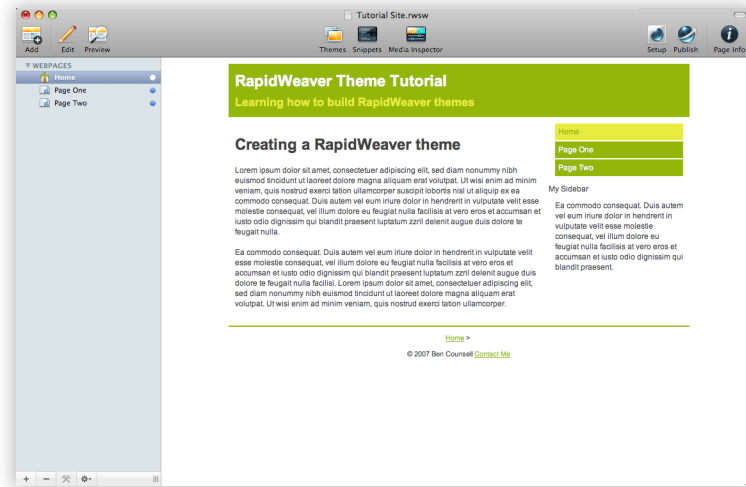 Tutorial Site.rwsw
Add Edit Preview Themes Snippets Media Inspector Setup Publish Page Info
WEBPAGES
Home
Page One
Page Two
RapidWeaver Theme Tutorial
Learning how to build RapidWeaver themes
Creating a RapidWeaver theme
Lorem ipsum dolor sit amet, consectetuer adipiscing elit, sed diam nonummy nibh
euismod tincidunt ut laoreet dolore magna aliquam erat volutpat. Ut wisi enim ad minim
veniam, quis nostrud exerci tation ullamcorper suscipit lobortis nisl ut aliquip ex ea
commodo consequat. Duis autem vel eum iriure dolor in hendrerit in vulputate velit esse
molestie consequat, vel illum dolore eu feugiat nulla facilisis at vero eros et accumsan et
iusto odio dignissim qui blandit praesent luptatum zzril delenit augue duis dolore te
feugait nulla.
Ea commodo consequat. Duis autem vel eum iriure dolor in hendrerit in vulputate velit
esse molestie consequat, vel illum dolore eu feugiat nulla facilisis at vero eros et
accumsan et iusto odio dignissim qui blandit praesent luptatum zzril delenit augue duis
dolore te feugait nulla facilisi. Lorem ipsum dolor sit amet, consectetuer adipiscing elit,
sed diam nonummy nibh euismod tincidunt ut laoreet dolore magna aliquam erat
volutpat. Ut wisi enim ad minim veniam, quis nostrud exerci tation ullamcorper.
Home
Page One
Page Two
My Sidebar
Ea commodo consequat. Duis autem
vel eum iriure dolor in hendrerit in
vulputate velit esse molestie
consequat, vel illum dolore eu
feugiat nulla facilisis at vero eros et
accumsan et iusto odio dignissim qui
blandit praesent.
Home >
© 2007 Ben Counsell Contact Me